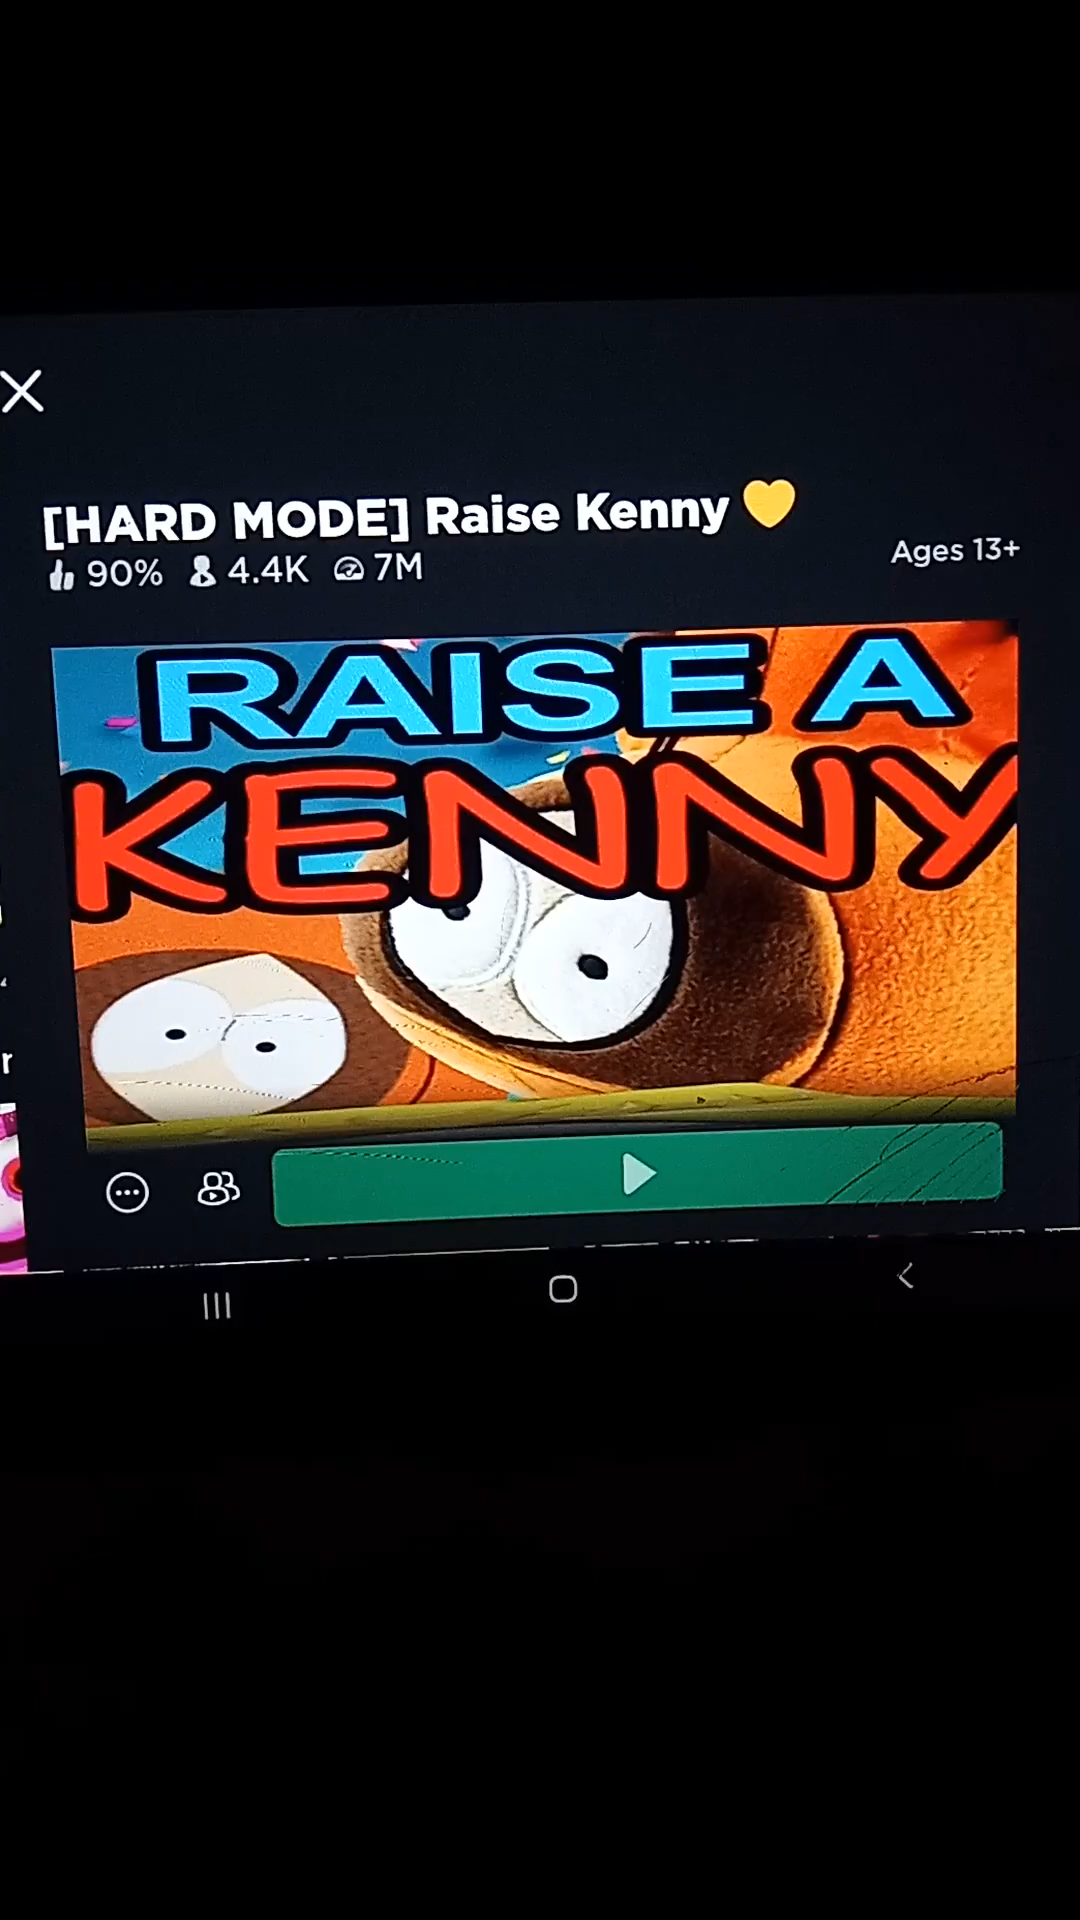 [HARD MODE] Raise Kenny 💛
90% 4.4K 7M
Ages 13+
RAISE A
KENNY
r